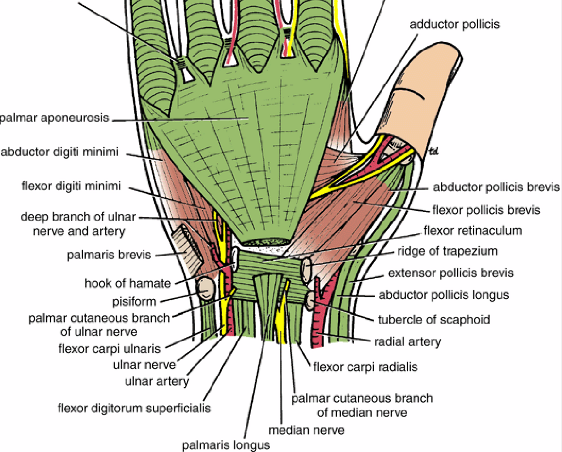 adductor pollicis
palmar aponeurosis
abductor digiti minimi
flexor digiti minimi
deep branch of ulnar
nerve and artery
palmaris brevis
hook of hamate
pisiform
palmar cutaneous branch
of ulnar nerve
flexor carpi ulnaris
ulnar nerve
ulnar artery
flexor digitorum superficialis
palmaris longus
median nerve
palmar cutaneous branch
of median nerve
flexor carpi radialis
radial artery
tubercle of scaphoid
abductor pollicis longus
extensor pollicis brevis
ridge of trapezium
flexor retinaculum
flexor pollicis brevis
abductor pollicis brevis